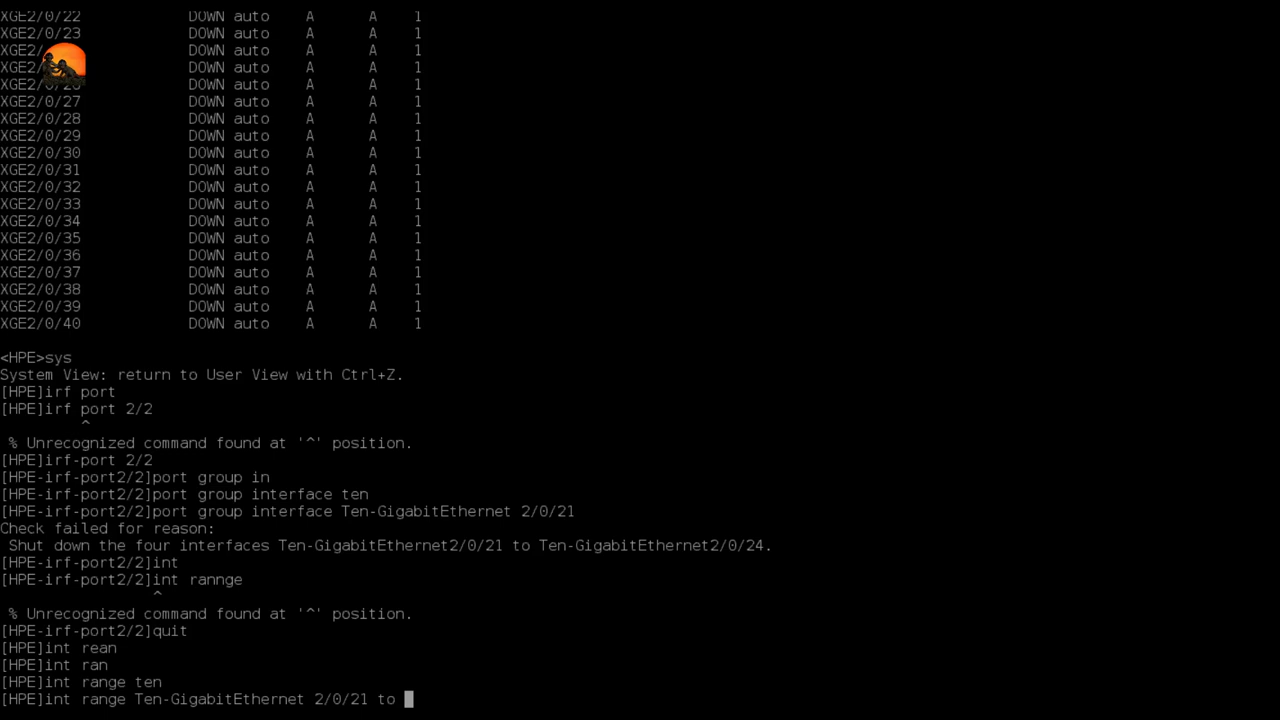 XGE2/0/22 DOWN auto A A 1
XGE2/0/23 DOWN auto A A 1
XGE2/ DOWN auto A A 1
XGE2/ DOWN auto A A 1
XGE2/0/26 DOWN auto A A 1
XGE2/0/27 DOWN auto A A 1
XGE2/0/28 DOWN auto A A 1
XGE2/0/29 DOWN auto A A 1
XGE2/0/30 DOWN auto A A 1
XGE2/0/31 DOWN auto A A 1
XGE2/0/32 DOWN auto A A 1
XGE2/0/33 DOWN auto A A 1
XGE2/0/34 DOWN auto A A 1
XGE2/0/35 DOWN auto A A 1
XGE2/0/36 DOWN auto A A 1
XGE2/0/37 DOWN auto A A 1
XGE2/0/38 DOWN auto A A 1
XGE2/0/39 DOWN auto A A 1
XGE2/0/40 DOWN auto A A 1
<HPE>sys
System View: return to User View with Ctrl+Z.
[HPE]irf port
[HPE]irf port 2/2
^
% Unrecognized command found at '^' position.
[HPE]irf-port 2/2
[HPE-irf-port2/2]port group in
[HPE-irf-port2/2]port group interface ten
[HPE-irf-port2/2]port group interface Ten-GigabitEthernet 2/0/21
Check failed for reason:
Shut down the four interfaces Ten-GigabitEthernet2/0/21 to Ten-GigabitEthernet2/0/24.
[HPE-irf-port2/2]int
[HPE-irf-port2/2]int rannge
^
% Unrecognized command found at '^' position.
[HPE-irf-port2/2]quit
[HPE]int rean
[HPE]int ran
[HPE]int range ten
[HPE]int range Ten-GigabitEthernet 2/0/21 to